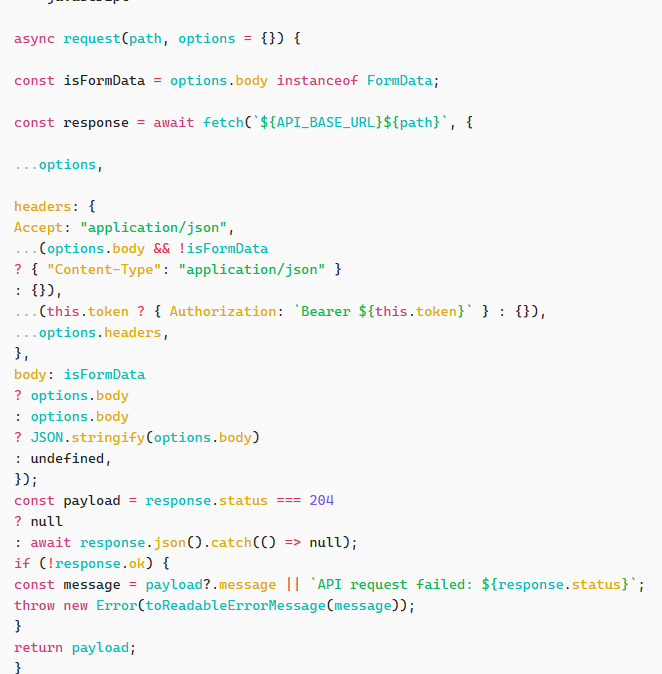 async request(path, options = {}) {
const isFormData = options.body instanceof FormData;
const response = await fetch(`${API_BASE_URL}${path}`, {
...options,
headers: {
Accept: "application/json",
...(options.body && !isFormData
? { "Content-Type": "application/json" }
: {}),
...(this.token ? { Authorization: `Bearer ${this.token}` } : {}),
...options.headers,
},
body: isFormData
? options.body
: options.body
? JSON.stringify(options.body)
: undefined,
});
const payload = response.status === 204
? null
: await response.json().catch(() => null);
if (!response.ok) {
const message = payload?.message || `API request failed: ${response.status}`;
throw new Error(toReadableErrorMessage(message));
}
return payload;
}